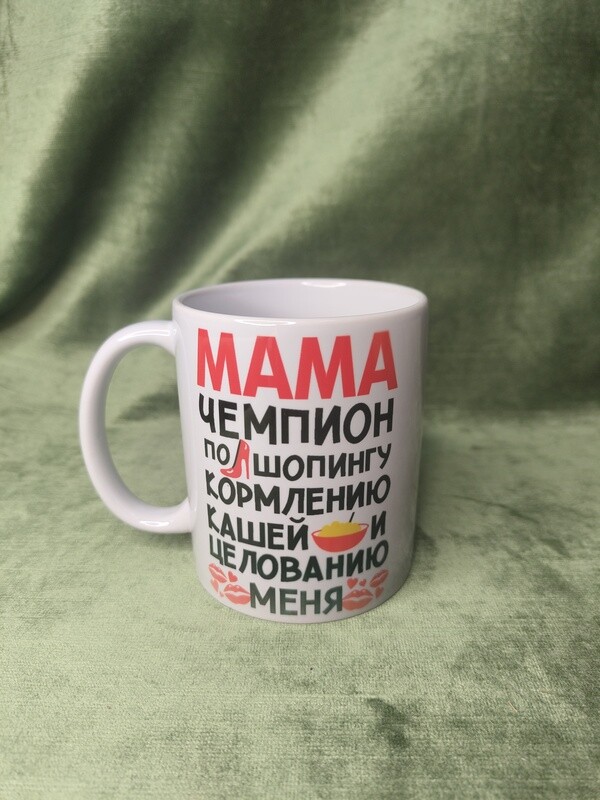 МАМА
ЧЕМПИОН
ПО ШОПИНГУ
КОРМЛЕНИЮ
КАШЕЙ И
ЦЕЛОВАНИЮ
МЕНЯ